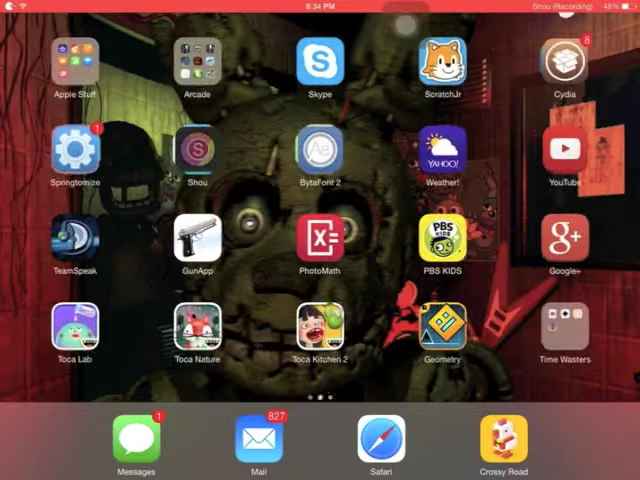 8:34 PM
Shou (Recording) 48%
8
Apple Stuff Arcade Skype ScratchJr Cydia
1
S Aa YAHOO!
Springtomize Shou BytaFont 2 Weather! YouTube
X= PBS KIDS g+
TeamSpeak GunApp PhotoMath PBS KIDS Google+
Toca Lab Toca Nature Toca Kitchen 2 Geometry Time Wasters
1 827
Messages Mail Safari Crossy Road